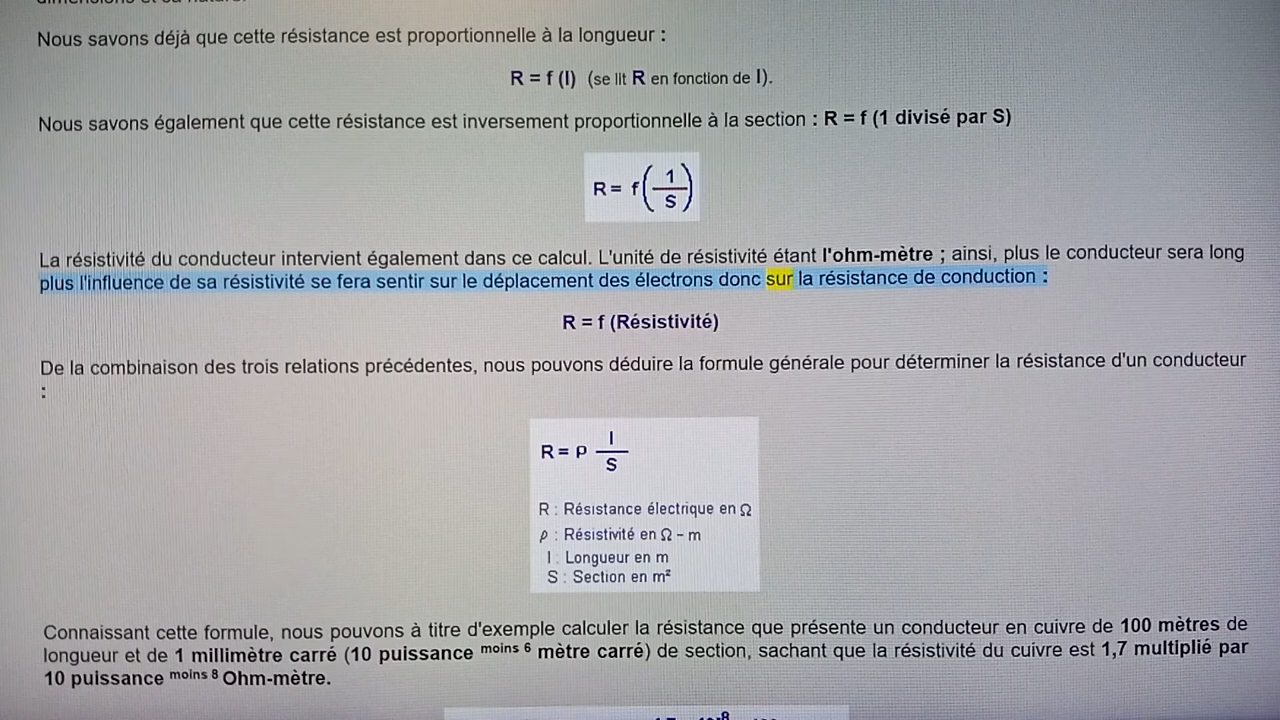 Nous savons déjà que cette résistance est proportionnelle à la longueur :
R = f (l) (se lit R en fonction de l).
Nous savons également que cette résistance est inversement proportionnelle à la section : R = f (1 divisé par S)
R = f(1/S)
La résistivité du conducteur intervient également dans ce calcul. L'unité de résistivité étant l'ohm-mètre ; ainsi, plus le conducteur sera long
plus l'influence de sa résistivité se fera sentir sur le déplacement des électrons donc sur la résistance de conduction :
R = f (Résistivité)
De la combinaison des trois relations précédentes, nous pouvons déduire la formule générale pour déterminer la résistance d'un conducteur
:
R = ρ l/S
R : Résistance électrique en Ω
ρ : Résistivité en Ω - m
l : Longueur en m
S : Section en m²
Connaissant cette formule, nous pouvons à titre d'exemple calculer la résistance que présente un conducteur en cuivre de 100 mètres de
longueur et de 1 millimètre carré (10 puissance moins 6 mètre carré) de section, sachant que la résistivité du cuivre est 1,7 multiplié par
10 puissance moins 8 Ohm-mètre.